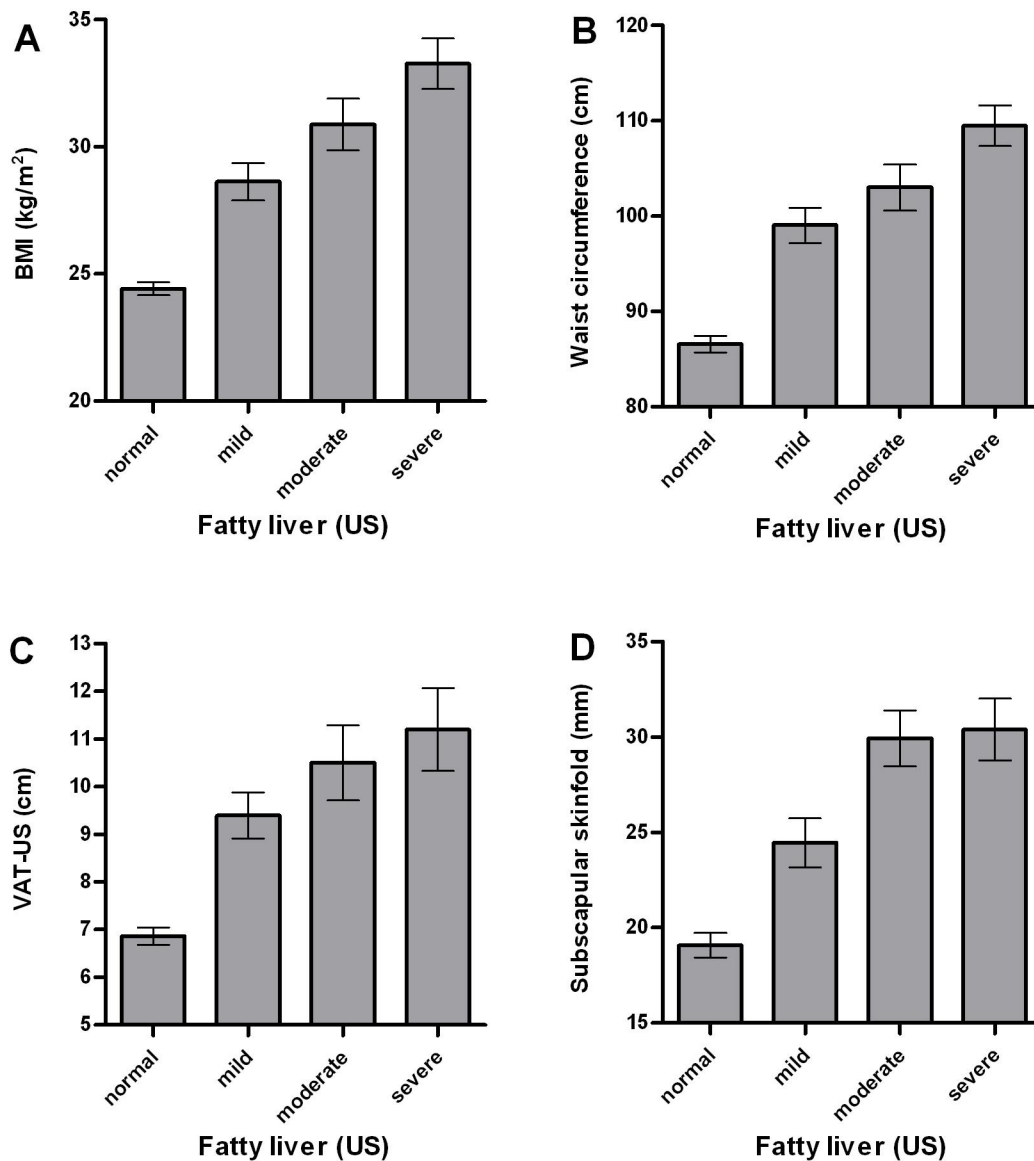 A
BMI (kg/m²)
35
30
25
20
normal
mild
moderate
severe
Fatty liver (US)
B
Waist circumference (cm)
120
110
100
90
80
normal
mild
moderate
severe
Fatty liver (US)
C
VAT-US (cm)
13
12
11
10
9
8
7
6
5
normal
mild
moderate
severe
Fatty liver (US)
D
Subscapular skinfold (mm)
35
30
25
20
15
normal
mild
moderate
severe
Fatty liver (US)